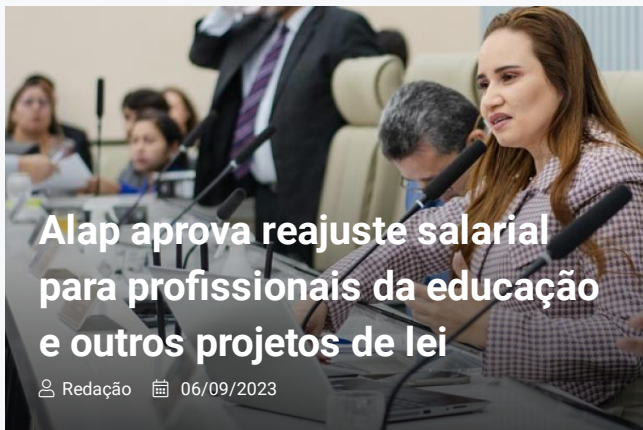 Alap aprova reajuste salarial
para profissionais da educação
e outros projetos de lei
Redação 06/09/2023